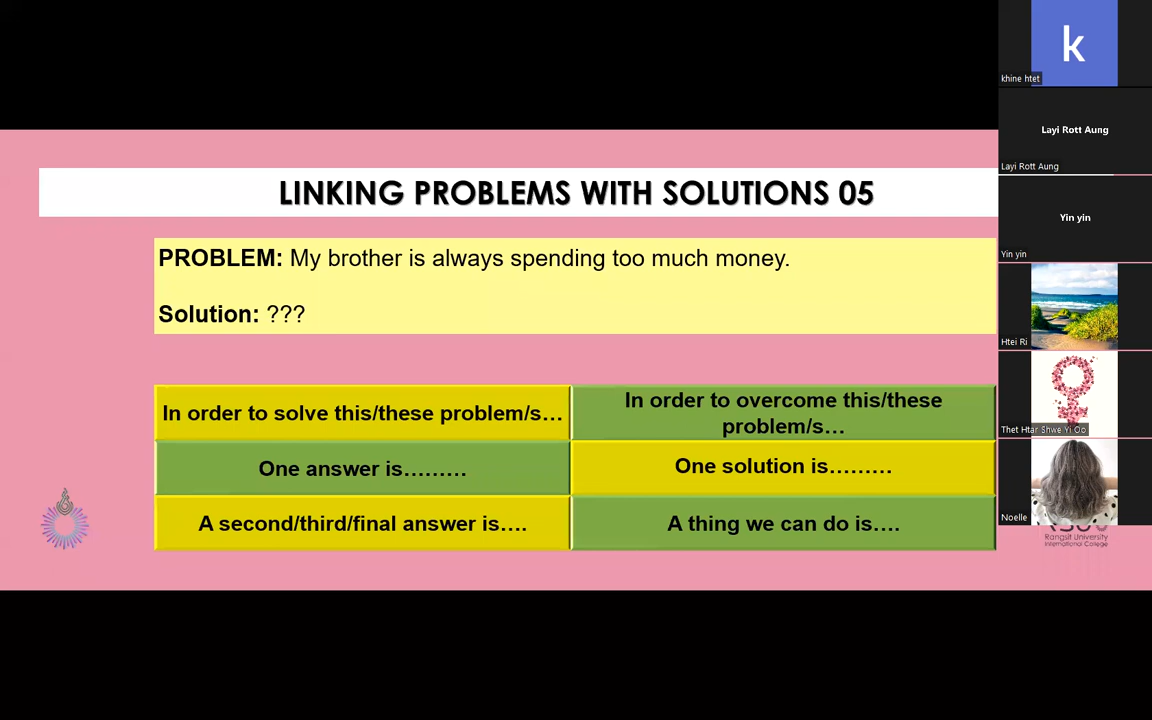 k
khine htet
Layi Rott Aung
Layi Rott Aung
Yin yin
Yin yin
Htei Ri
Thet Htar Shwe Yi Oo
Noelle
LINKING PROBLEMS WITH SOLUTIONS 05
PROBLEM: My brother is always spending too much money.
Solution: ???
In order to solve this/these problem/s…
In order to overcome this/these
problem/s…
One answer is………
One solution is………
A second/third/final answer is….
A thing we can do is….
Rangsit University
International College